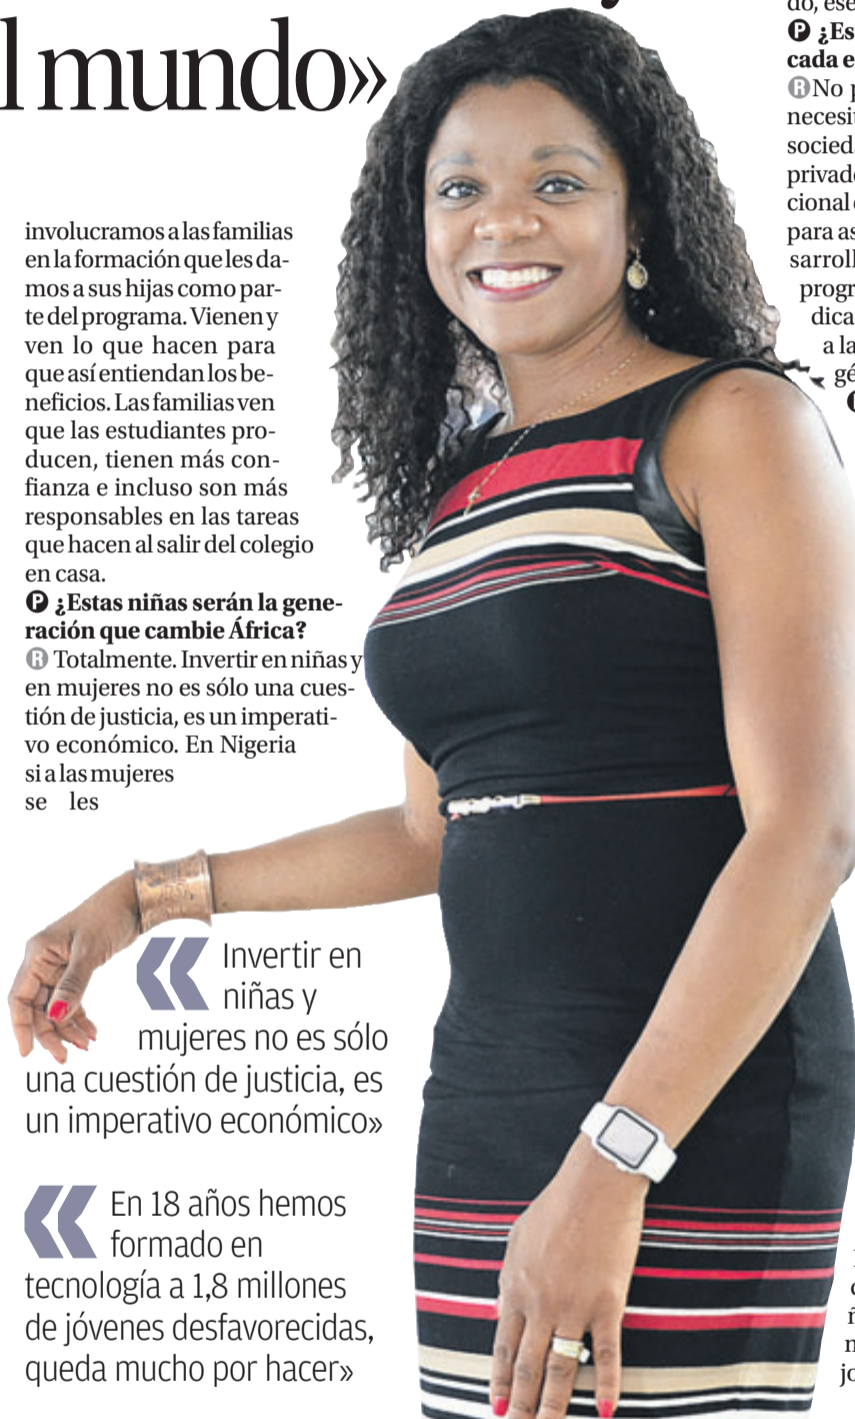 l mundo»
involucramos a las familias
en la formación que les da-
mos a sus hijas como par-
te del programa. Vienen y
ven lo que hacen para
que así entiendan los be-
neficios. Las familias ven
que las estudiantes pro-
ducen, tienen más con-
fianza e incluso son más
responsables en las tareas
que hacen al salir del colegio
en casa.
P ¿Estas niñas serán la gene-
ración que cambie África?
R Totalmente. Invertir en niñas y
en mujeres no es sólo una cues-
tión de justicia, es un imperati-
vo económico. En Nigeria
si a las mujeres
se les
« Invertir en
niñas y
mujeres no es sólo
una cuestión de justicia, es
un imperativo económico»
« En 18 años hemos
formado en
tecnología a 1,8 millones
de jóvenes desfavorecidas,
queda mucho por hacer»
do, ese
P ¿Es
cada e
R No p
necesi
socied
privad
cional
para as
sarroll
progr
dica
a la
gé
jo